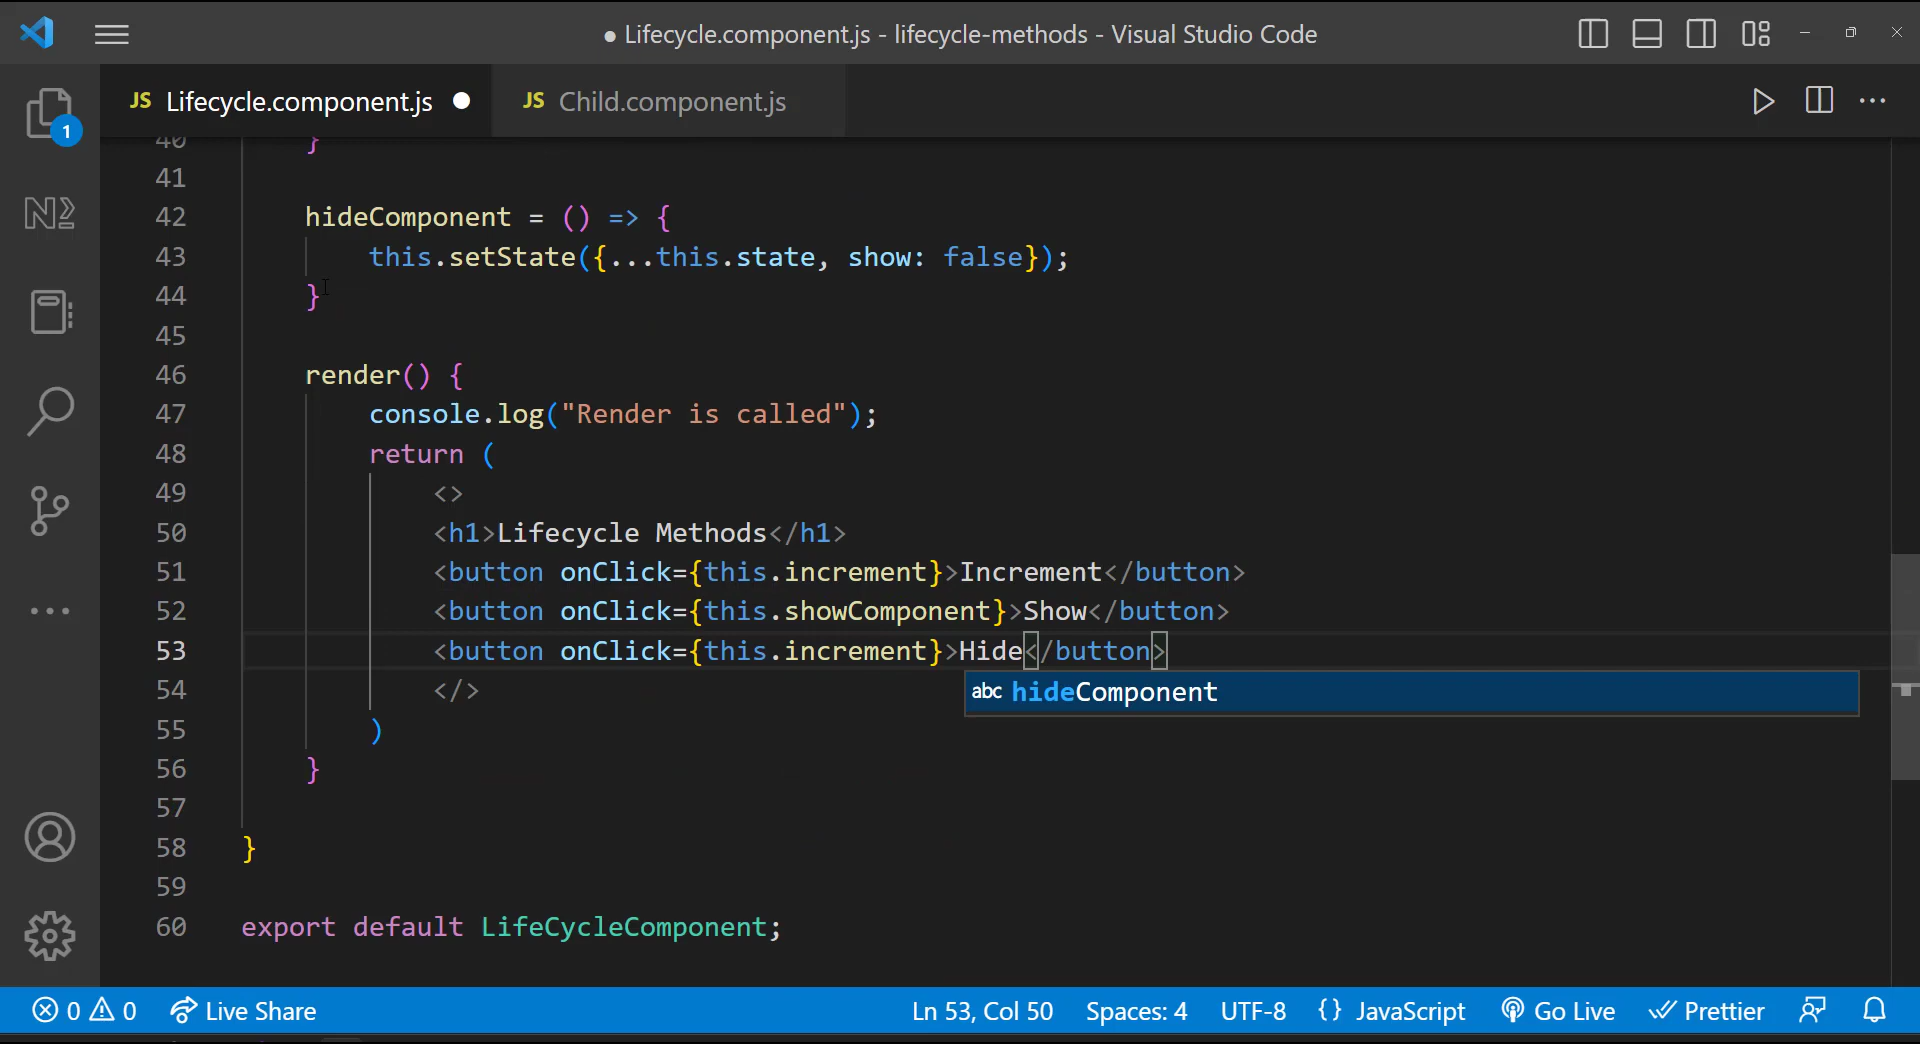 ● Lifecycle.component.js - lifecycle-methods - Visual Studio Code
JS Lifecycle.component.js ●
JS Child.component.js
1
40 }
41
42 hideComponent = () => {
43 this.setState({...this.state, show: false});
44 }
45
46 render() {
47 console.log("Render is called");
48 return (
49 <>
50 <h1>Lifecycle Methods</h1>
51 <button onClick={this.increment}>Increment</button>
52 <button onClick={this.showComponent}>Show</button>
53 <button onClick={this.increment}>Hide</button>
abc hideComponent
54 </>
55 )
56 }
57
58 }
59
60 export default LifeCycleComponent;
0 0 Live Share Ln 53, Col 50 Spaces: 4 UTF-8 {} JavaScript Go Live Prettier